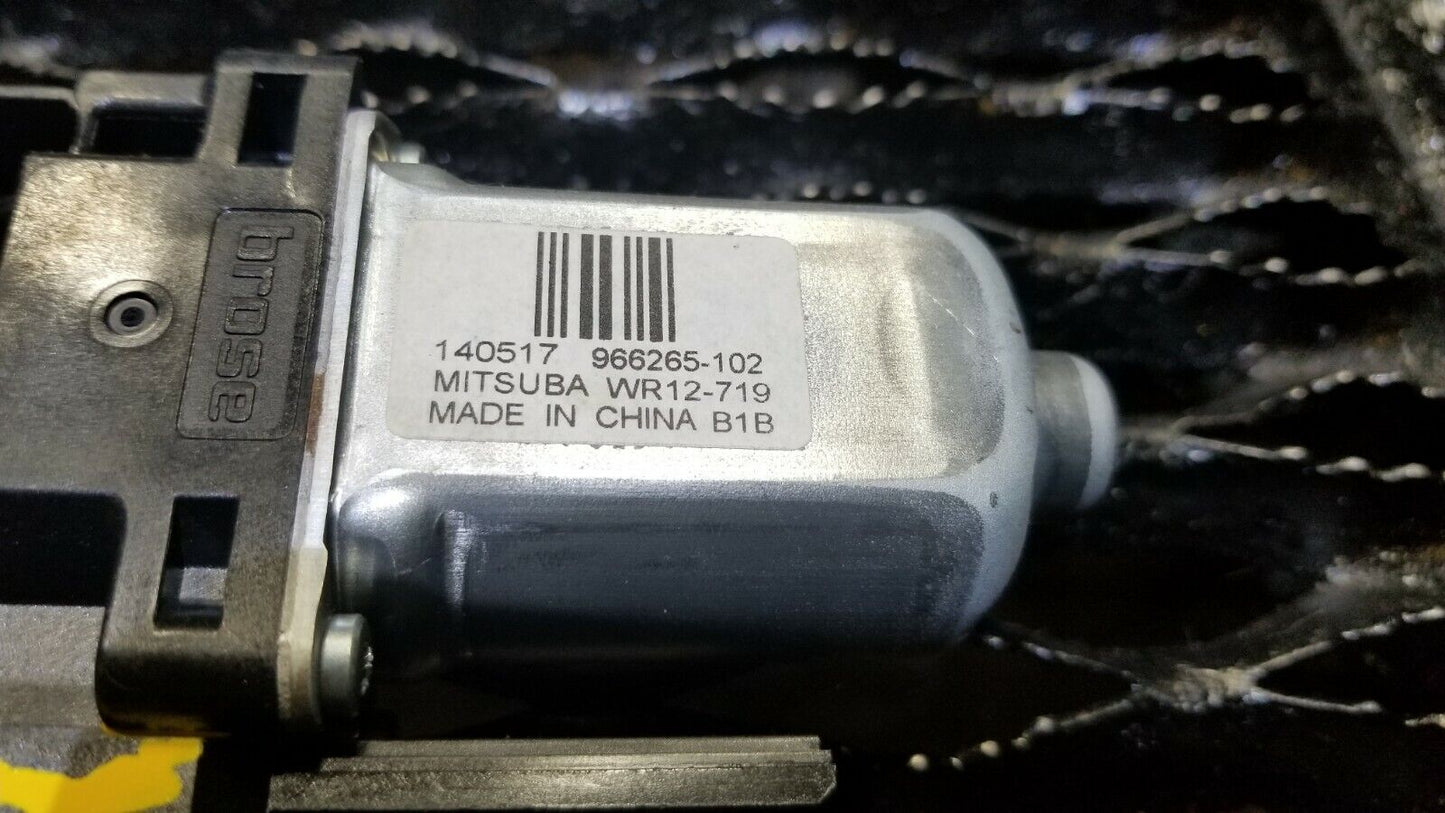 brose
140517 966265-102
MITSUBA WR12-719
MADE IN CHINA B1B